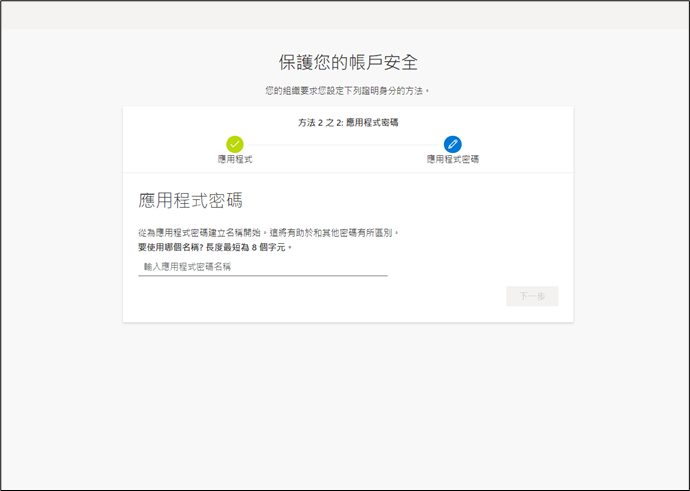 保護您的帳戶安全
您的組織要求您設定下列證明身分的方法。
方法 2 之 2: 應用程式密碼
應用程式
應用程式密碼
應用程式密碼
從為應用程式密碼建立名稱開始。這將有助於和其他密碼有所區別。
要使用哪個名稱? 長度最短為 8 個字元。
輸入應用程式密碼名稱
下一步